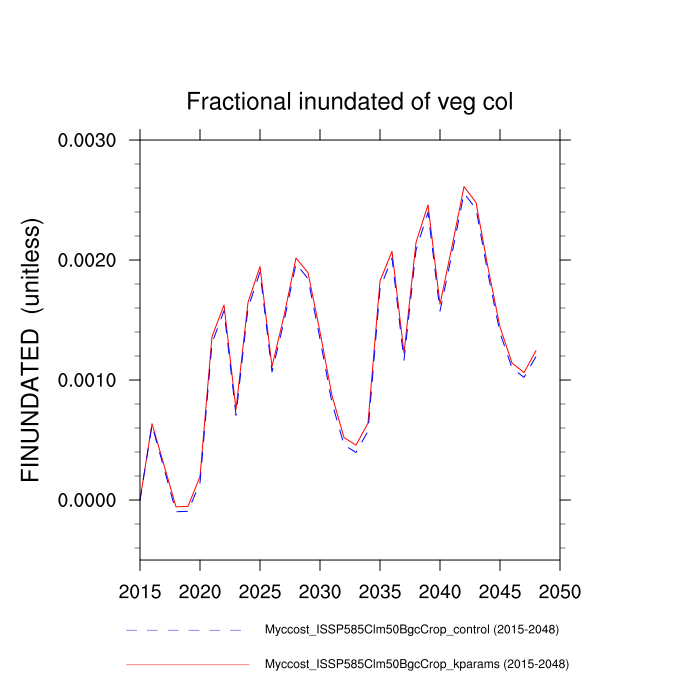 Fractional inundated of veg col
FINUNDATED (unitless)
0.0030
0.0020
0.0010
0.0000
2015 2020 2025 2030 2035 2040 2045 2050
Myccost_ISSP585Clm50BgcCrop_control (2015-2048)
Myccost_ISSP585Clm50BgcCrop_kparams (2015-2048)